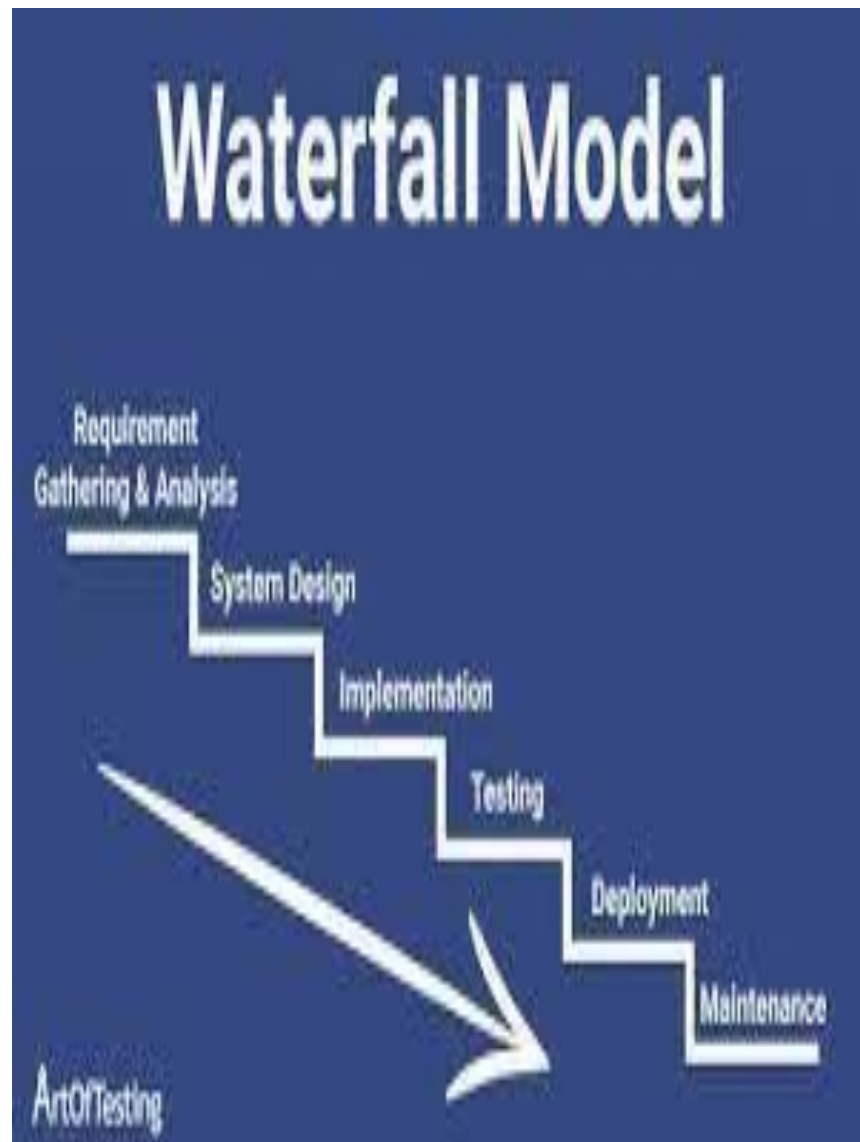 Waterfall Model
Requirement
Gathering & Analysis
System Design
Implementation
Testing
Deployment
Maintenance
ArtOfTesting